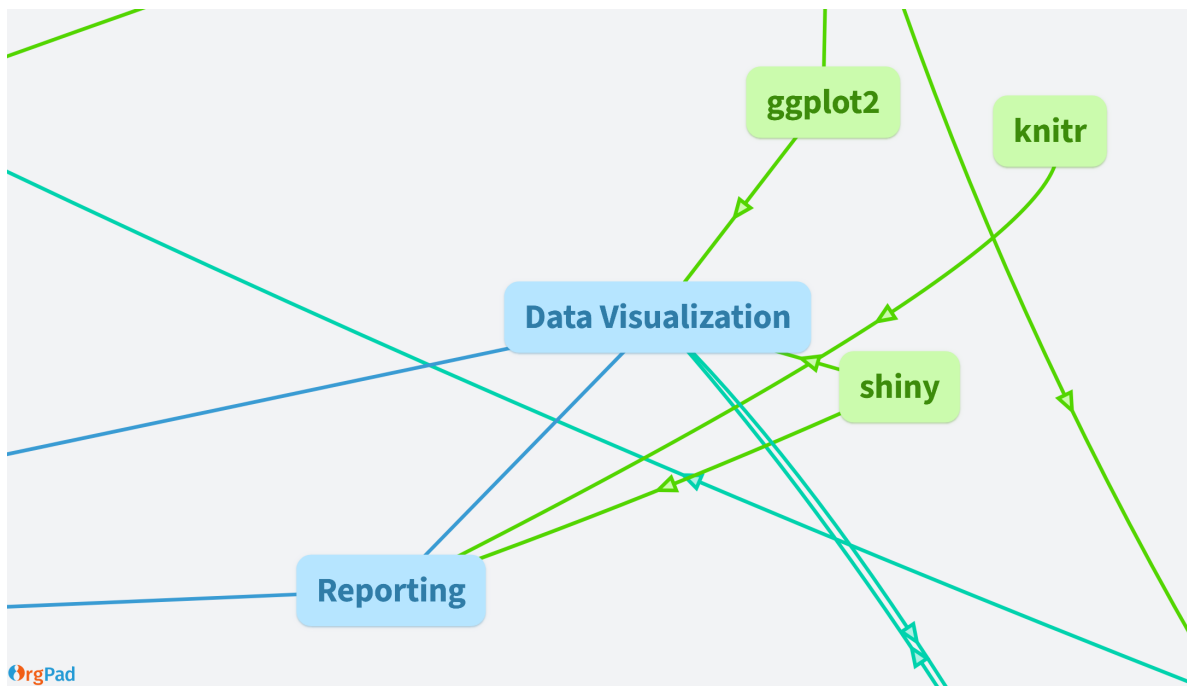 ggplot2
knitr
Data Visualization
shiny
Reporting
OrgPad